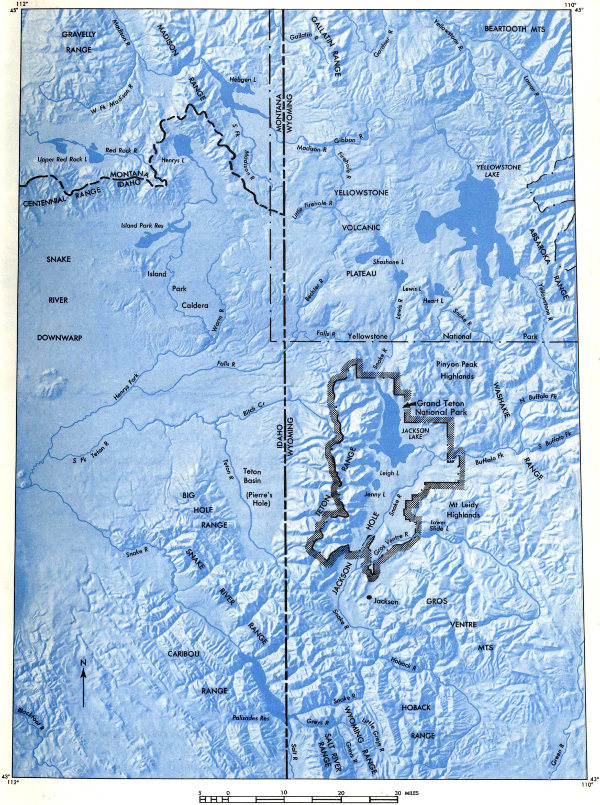 112°
110°
45°
45°
GRAVELLY
RANGE
Madison R
MADISON
RANGE
Hebgen L
W Fk Madison R
S Fk
Madison R
GALLATIN RANGE
Gallatin R
Gardner R
Yellowstone R
BEARTOOTH MTS
Lamar R
MONTANA
WYOMING
Gibbon R
Madison R
Firehole R
Upper Red Rock L
Red Rock R
Henrys L
MONTANA
IDAHO
CENTENNIAL RANGE
YELLOWSTONE
LAKE
YELLOWSTONE
VOLCANIC
PLATEAU
Little Firehole R
ABSAROKA
RANGE
Island Park Res
Island
Park
Caldera
SNAKE
RIVER
DOWNWARP
Shoshone L
Lewis L
Heart L
Lewis R
Snake R
Yellowstone R
Bechler R
Warm R
Falls R
Yellowstone National Park
Falls R
Snake R
Pinyon Peak
Highlands
Henrys Fork
Bitch Cr
Grand Teton
National Park
WASHAKIE
RANGE
N Buffalo Fk
S Buffalo Fk
Buffalo Fk
JACKSON
LAKE
IDAHO
WYOMING
S Fk Teton R
Teton R
Teton
Basin
(Pierre's
Hole)
TETON RANGE
Leigh L
Jenny L
Snake R
BIG
HOLE
RANGE
Mt Leidy
Highlands
Lower
Slide L
Gros Ventre R
JACKSON HOLE
Snake R
SNAKE
RIVER
RANGE
Jackson
GROS
VENTRE
MTS
Snake R
Hoback R
CARIBOU
RANGE
N
Palisades Res
Snake R
Greys R
HOBACK
RANGE
WYOMING RANGE
Little Greys R
SALT RIVER
RANGE
Greys R
Salt R
Blackfoot R
Green R
43°
43°
112°
110°
5 0 10 20 30 MILES